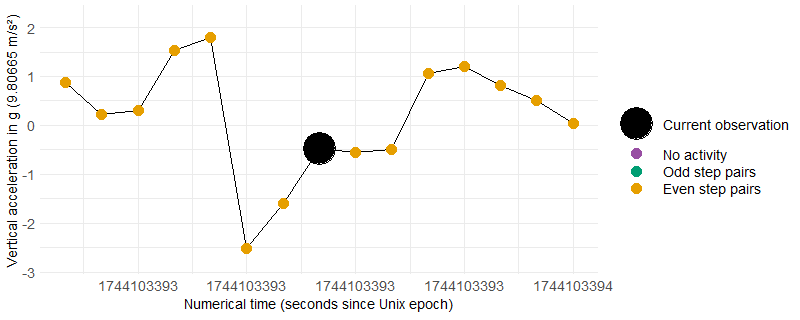 Vertical acceleration in g (9.80665 m/s²)
2
1
0
-1
-2
-3
1744103393
1744103393
1744103393
1744103393
1744103394
Numerical time (seconds since Unix epoch)
Current observation
No activity
Odd step pairs
Even step pairs